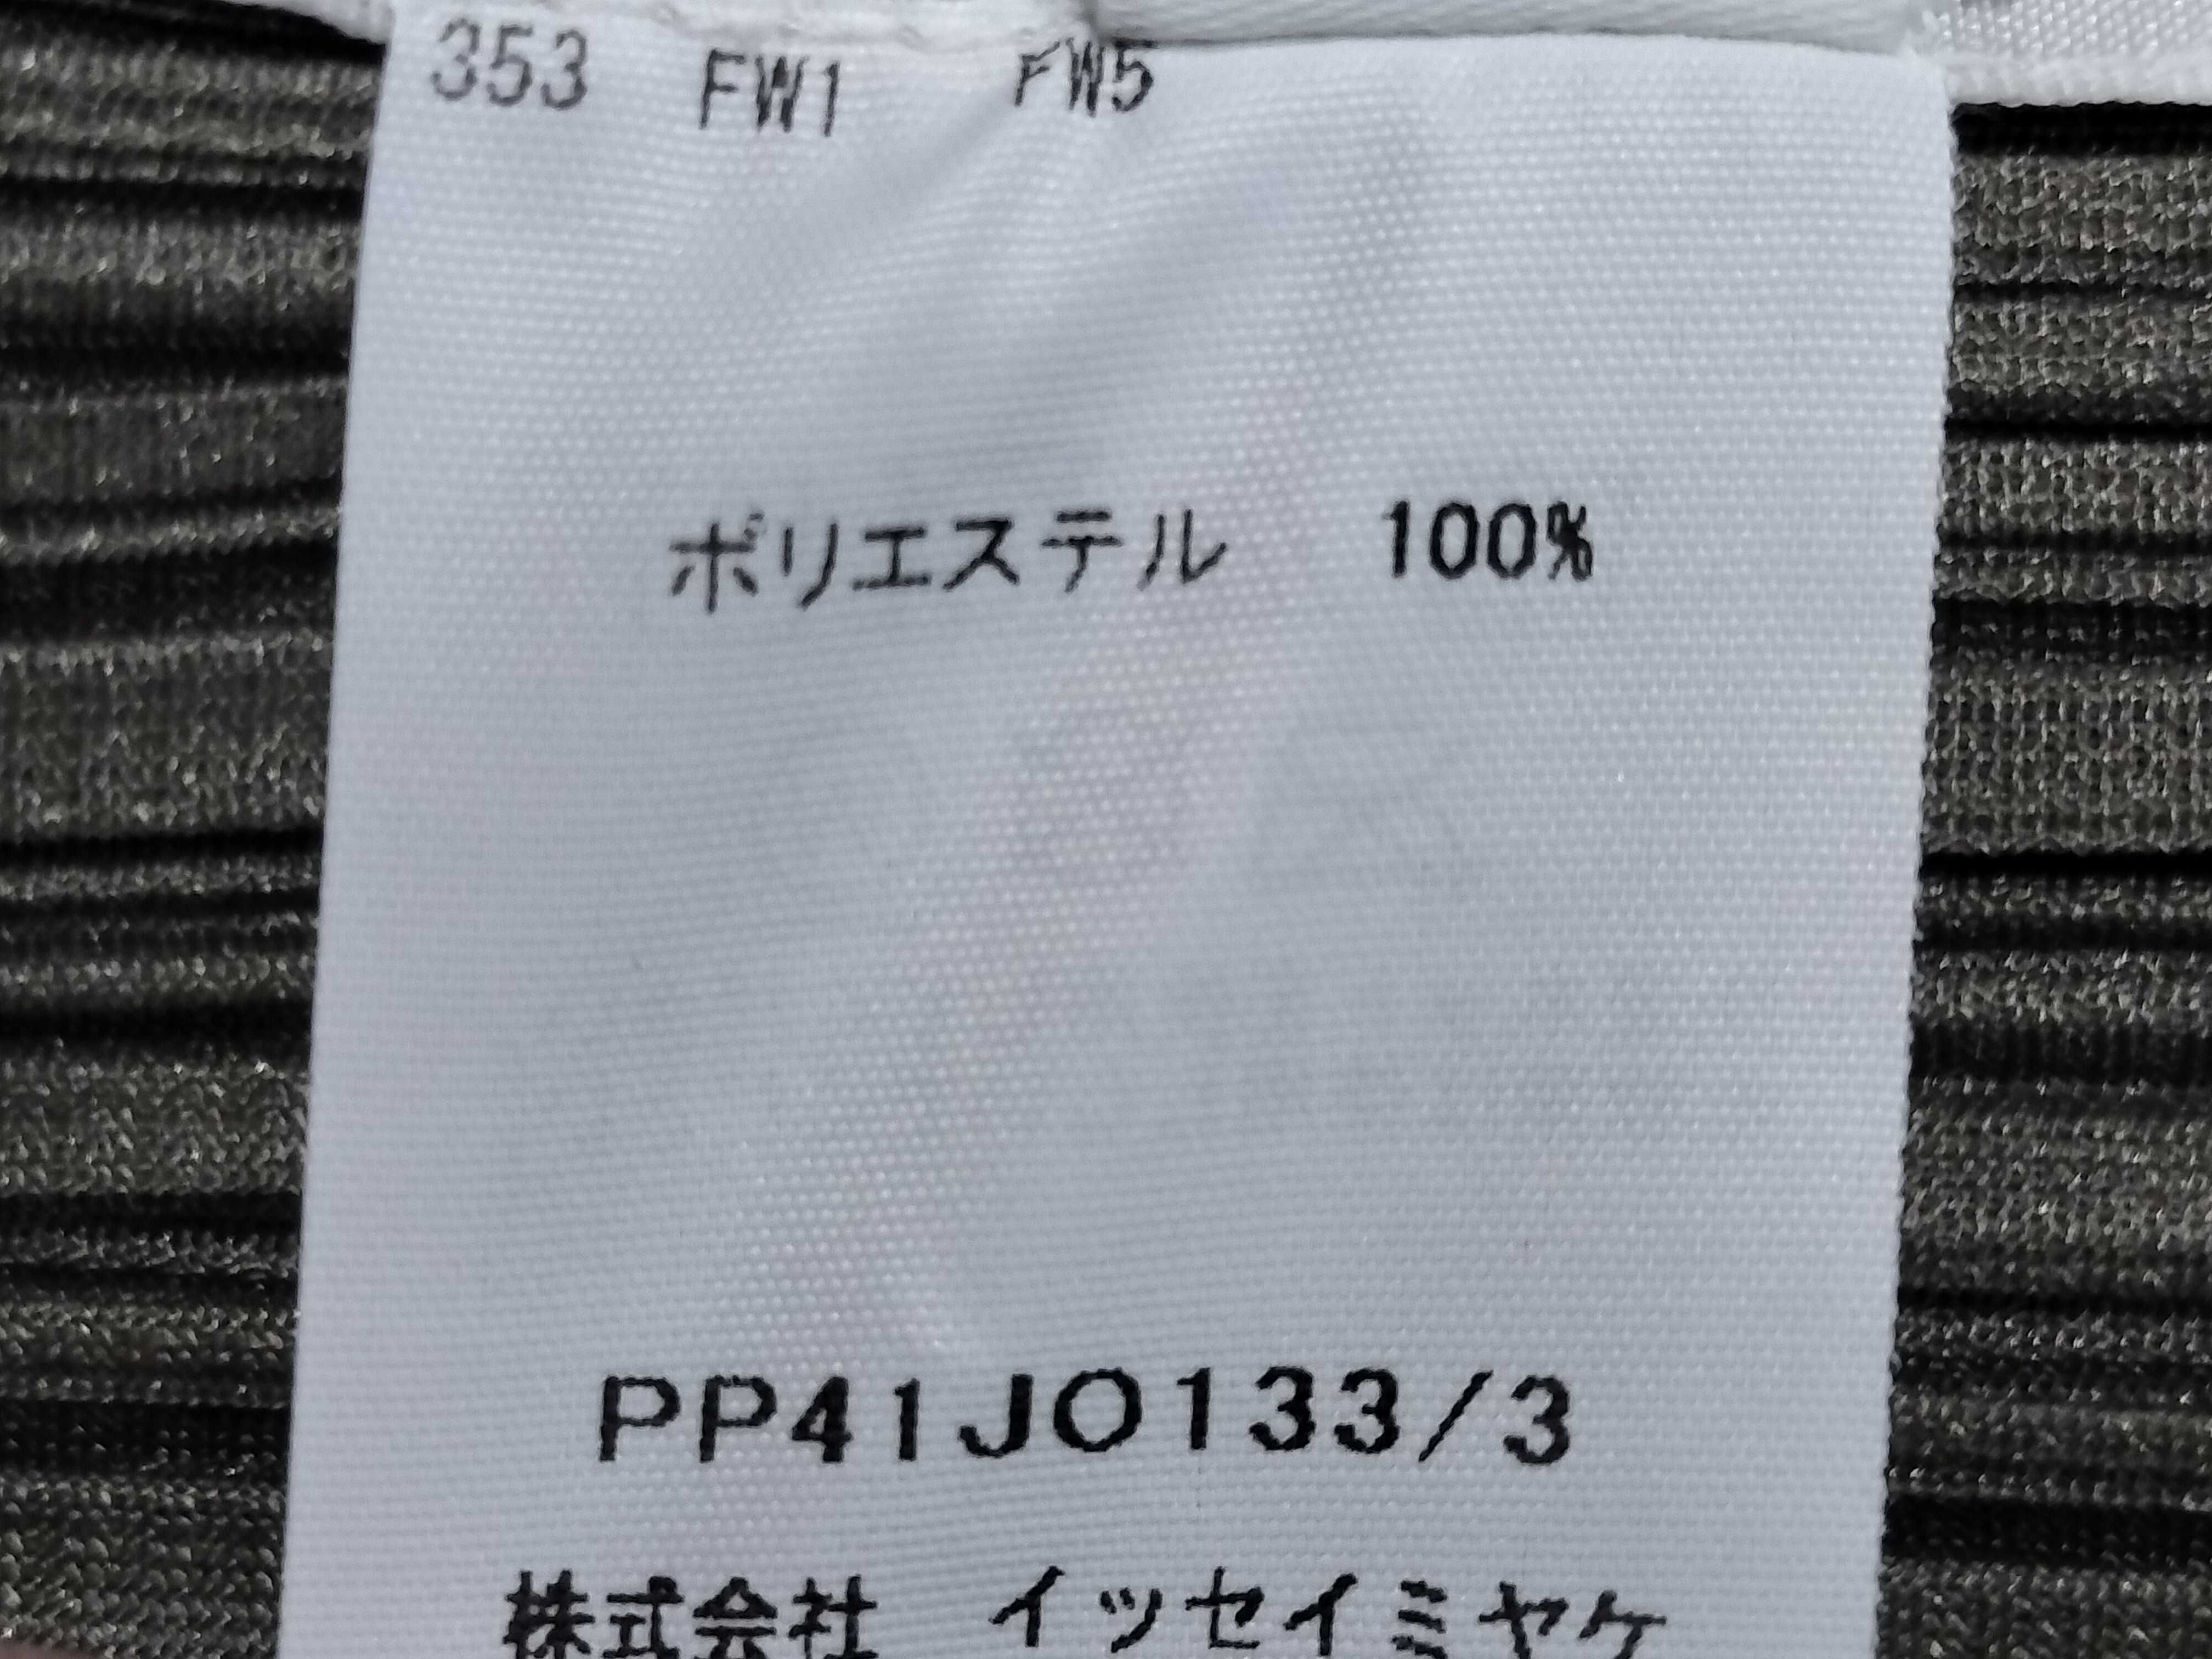 353 FW1 FW5
ポリエステル 100%
PP41JO133/3
株式会社 イッセイミヤケ